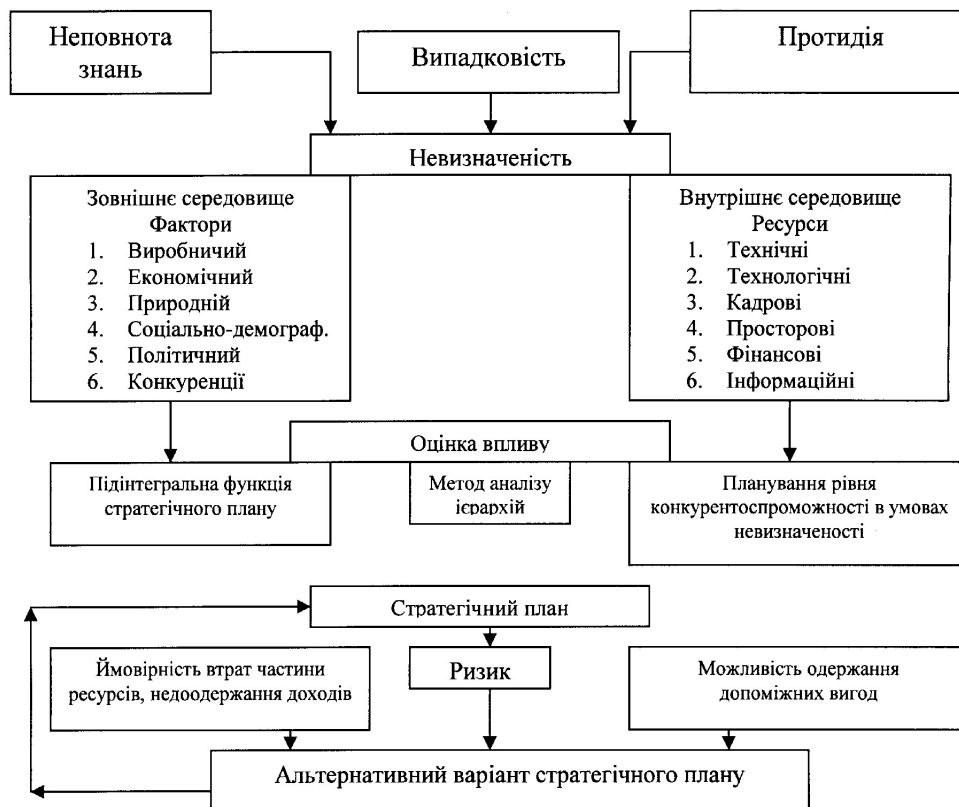 Неповнота
знань
Випадковість
Протидія
Невизначеність
Зовнішнє середовище
Фактори
1. Виробничий
2. Економічний
3. Природній
4. Соціально-демограф.
5. Політичний
6. Конкуренції
Внутрішнє середовище
Ресурси
1. Технічні
2. Технологічні
3. Кадрові
4. Просторові
5. Фінансові
6. Інформаційні
Оцінка впливу
Підінтегральна функція
стратегічного плану
Метод аналізу
ієрархій
Планування рівня
конкурентоспроможності в умовах
невизначеності
Стратегічний план
Ймовірність втрат частини
ресурсів, недоодержання доходів
Ризик
Можливість одержання
допоміжних вигод
Альтернативний варіант стратегічного плану